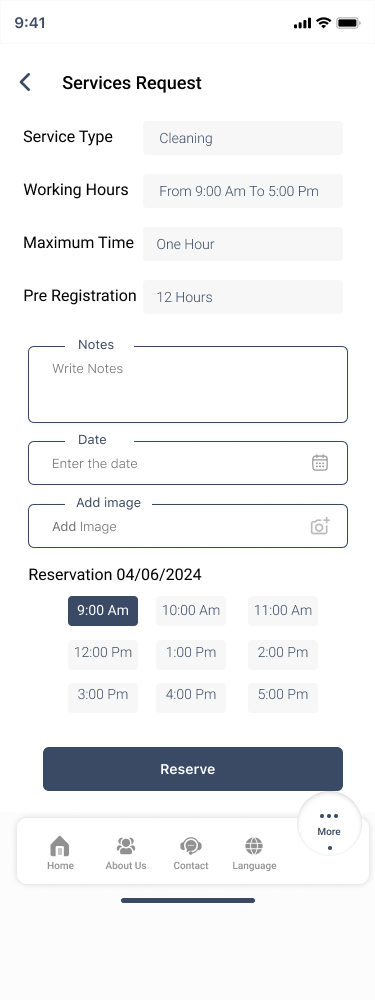 9:41
Services Request
Service Type Cleaning
Working Hours From 9:00 Am To 5:00 Pm
Maximum Time One Hour
Pre Registration 12 Hours
Notes
Write Notes
Date
Enter the date
Add image
Add Image
Reservation 04/06/2024
9:00 Am 10:00 Am 11:00 Am
12:00 Pm 1:00 Pm 2:00 Pm
3:00 Pm 4:00 Pm 5:00 Pm
Reserve
More
Home About Us Contact Language